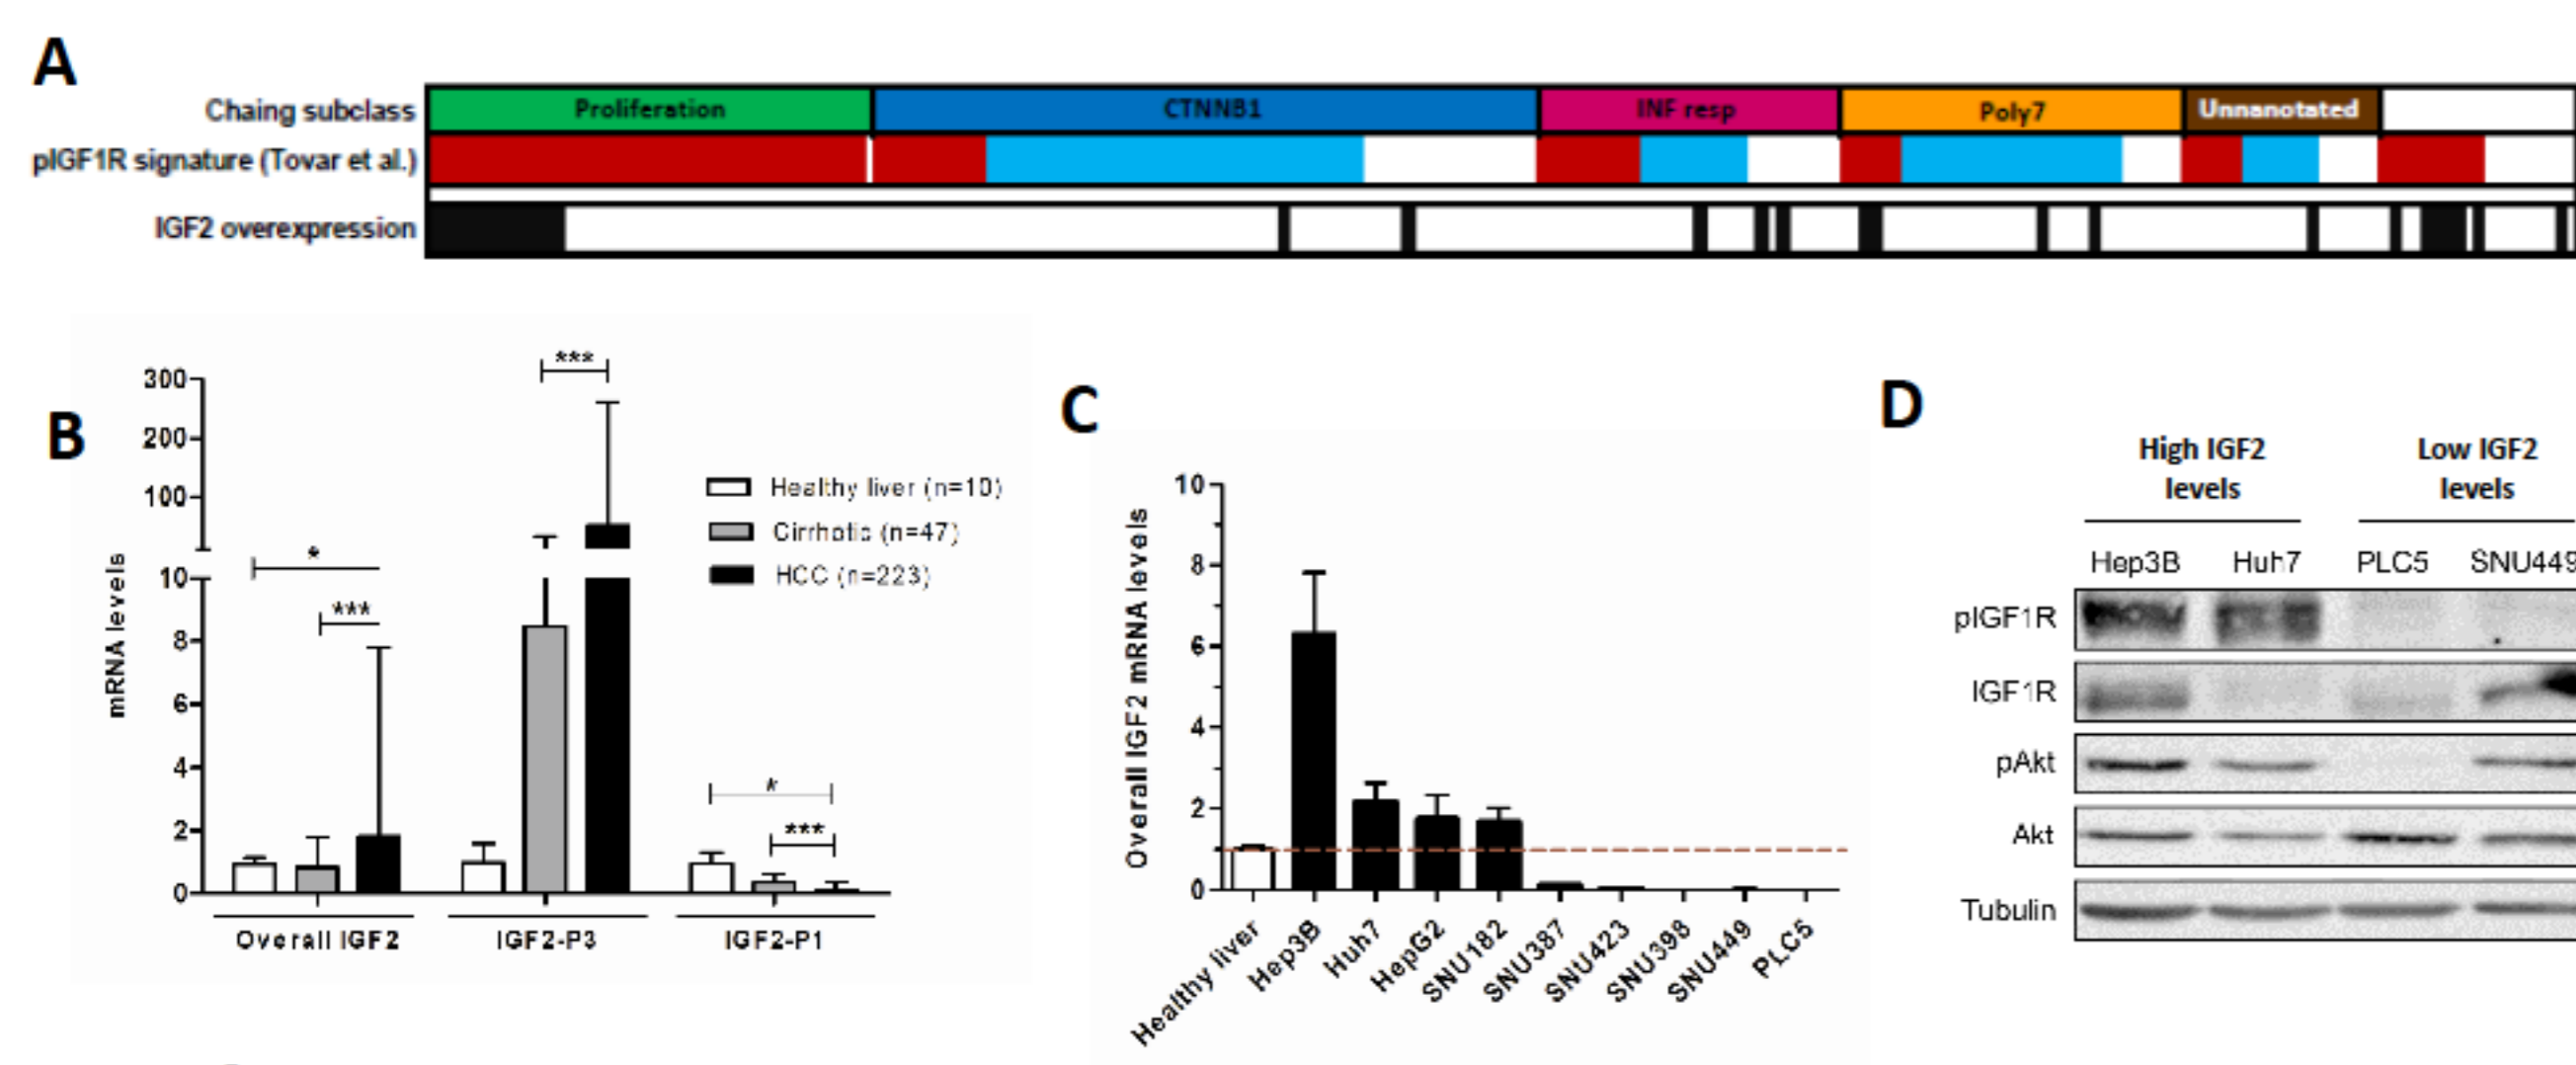 A
Chaing subclass
Proliferation
CTNNB1
INF resp
Poly7
Unnanotated
pIGF1R signature (Tovar et al.)
IGF2 overexpression
B
mRNA levels
300
200
100
10
8
6
4
2
0
***
*
***
*
***
Healthy liver (n=10)
Cirrhotic (n=47)
HCC (n=223)
Overall IGF2
IGF2-P3
IGF2-P1
C
Overall IGF2 mRNA levels
10
8
6
4
2
0
Healthy liver
Hep3B
Huh7
HepG2
SNU182
SNU387
SNU423
SNU398
SNU449
PLC5
D
High IGF2
levels
Low IGF2
levels
Hep3B
Huh7
PLC5
SNU449
pIGF1R
IGF1R
pAkt
Akt
Tubulin